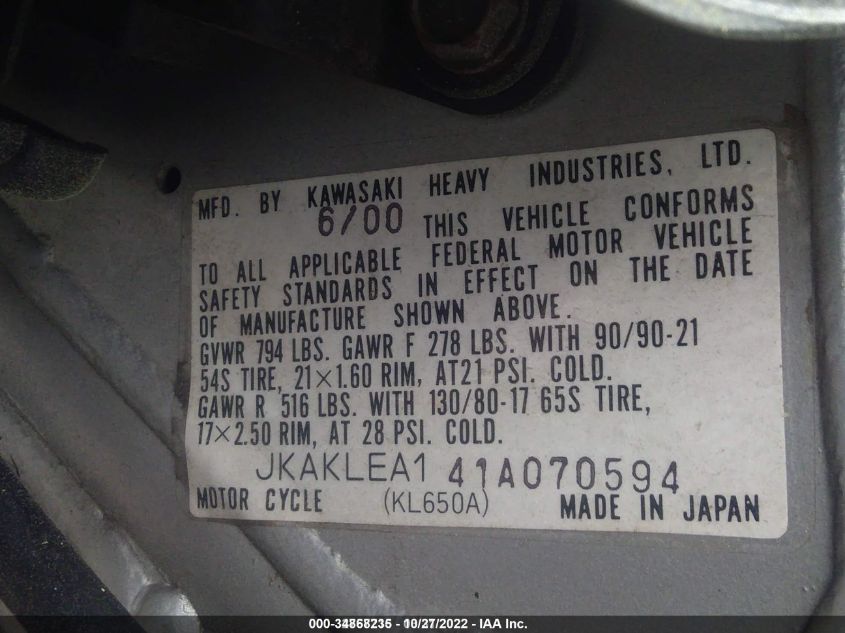 MFD. BY KAWASAKI HEAVY INDUSTRIES, LTD.
6/00 THIS VEHICLE CONFORMS
TO ALL APPLICABLE FEDERAL MOTOR VEHICLE
SAFETY STANDARDS IN EFFECT ON THE DATE
OF MANUFACTURE SHOWN ABOVE.
GVWR 794 LBS. GAWR F 278 LBS. WITH 90/90-21
54S TIRE, 21×1.60 RIM, AT21 PSI. COLD.
GAWR R 516 LBS. WITH 130/80-17 65S TIRE,
17×2.50 RIM, AT 28 PSI. COLD.
JKAKLEA1 41A070594
MOTOR CYCLE (KL650A) MADE IN JAPAN
- 10/27/2022 - IAA Inc.